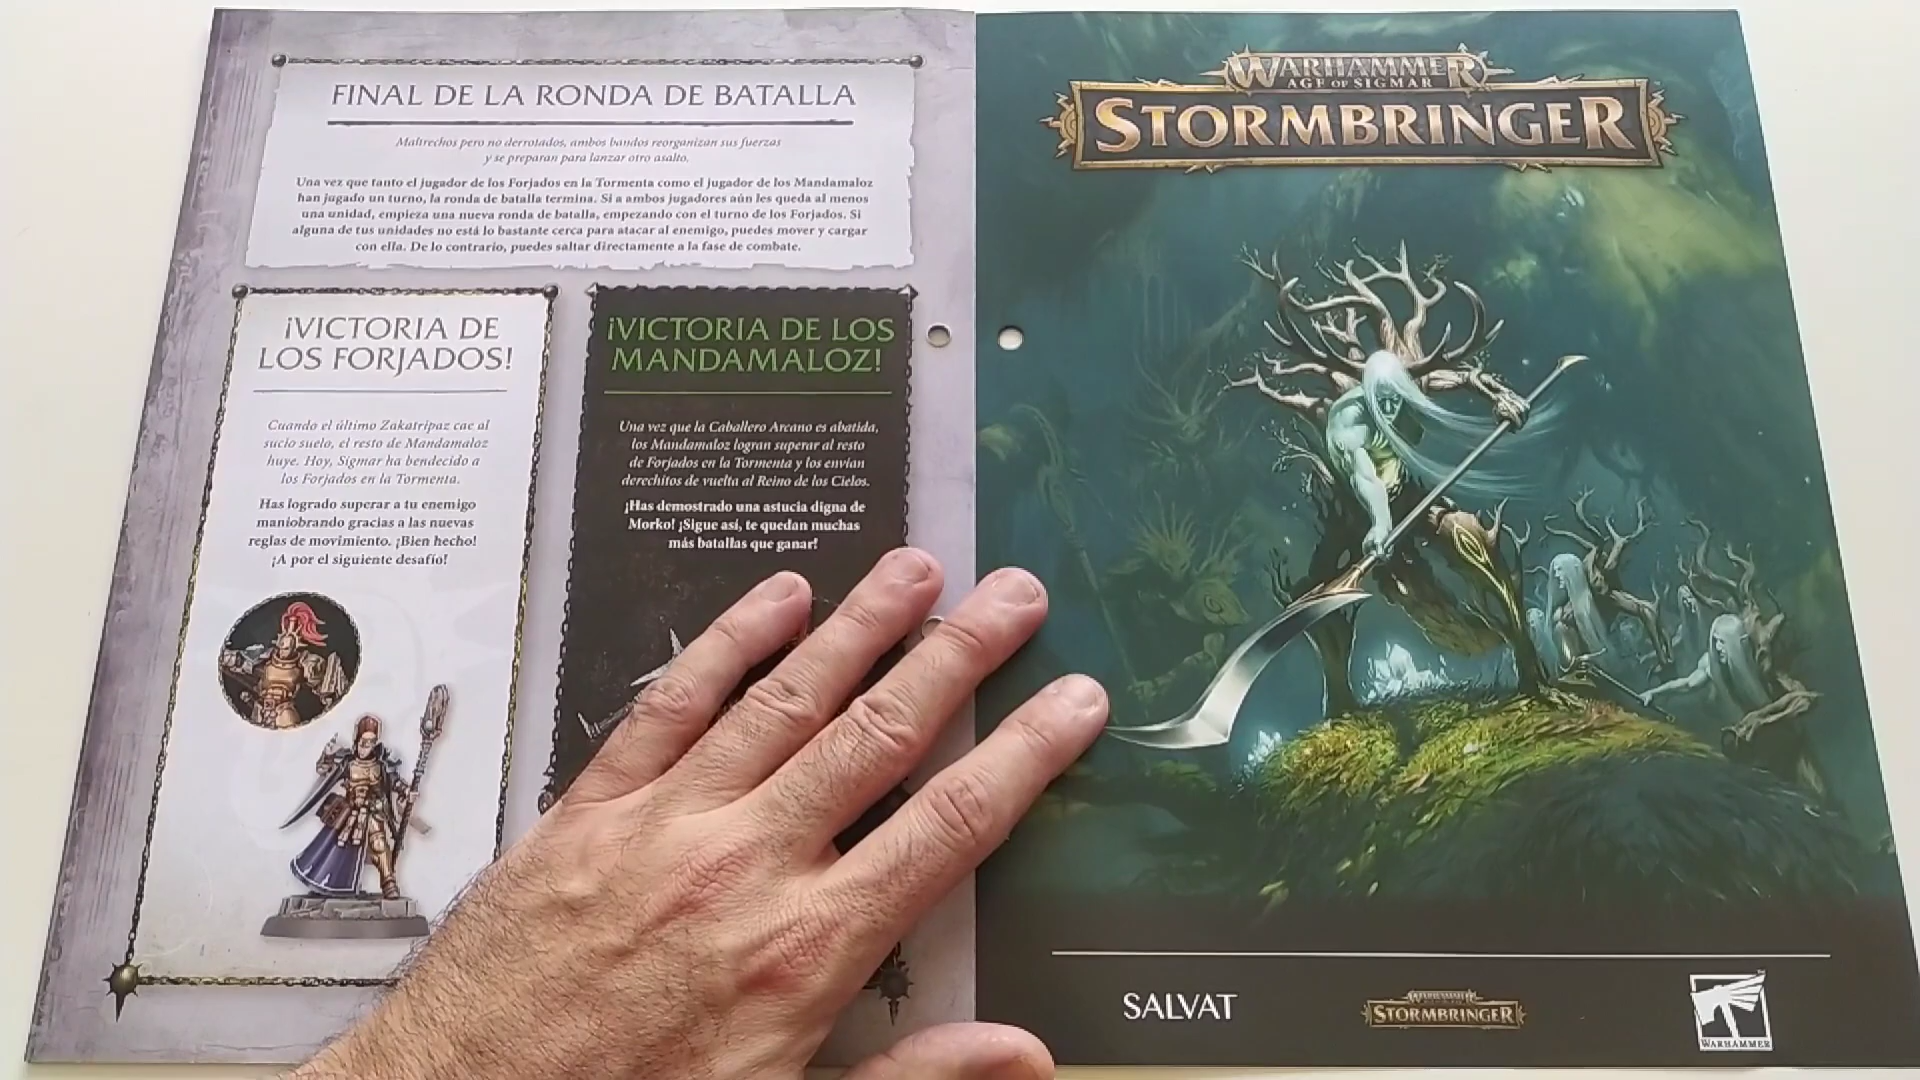 FINAL DE LA RONDA DE BATALLA
Maltrechos pero no derrotados, ambos bandos reorganizan sus fuerzas
y se preparan para lanzar otro asalto.
Una vez que tanto el jugador de los Forjados en la Tormenta como el jugador de los Mandamaloz
han jugado un turno, la ronda de batalla termina. Si a ambos jugadores aún les queda al menos
una unidad, empieza una nueva ronda de batalla, empezando con el turno de los Forjados. Si
alguna de tus unidades no está lo bastante cerca para atacar al enemigo, puedes mover y cargar
con ella. De lo contrario, puedes saltar directamente a la fase de combate.
¡VICTORIA DE
LOS FORJADOS!
Cuando el último Zakatripaz cae al
sucio suelo, el resto de Mandamaloz
huye. Hoy, Sigmar ha bendecido a
los Forjados en la Tormenta.
Has logrado superar a tu enemigo
maniobrando gracias a las nuevas
reglas de movimiento. ¡Bien hecho!
¡A por el siguiente desafío!
¡VICTORIA DE LOS
MANDAMALOZ!
Una vez que la Caballero Arcano es abatida,
los Mandamaloz logran superar al resto
de Forjados en la Tormenta y los envían
derechitos de vuelta al Reino de los Cielos.
¡Has demostrado una astucia digna de
Morko! ¡Sigue así, te quedan muchas
más batallas que ganar!
WARHAMMER
AGE OF SIGMAR
STORMBRINGER
SALVAT
WARHAMMER
STORMBRINGER
WARHAMMER